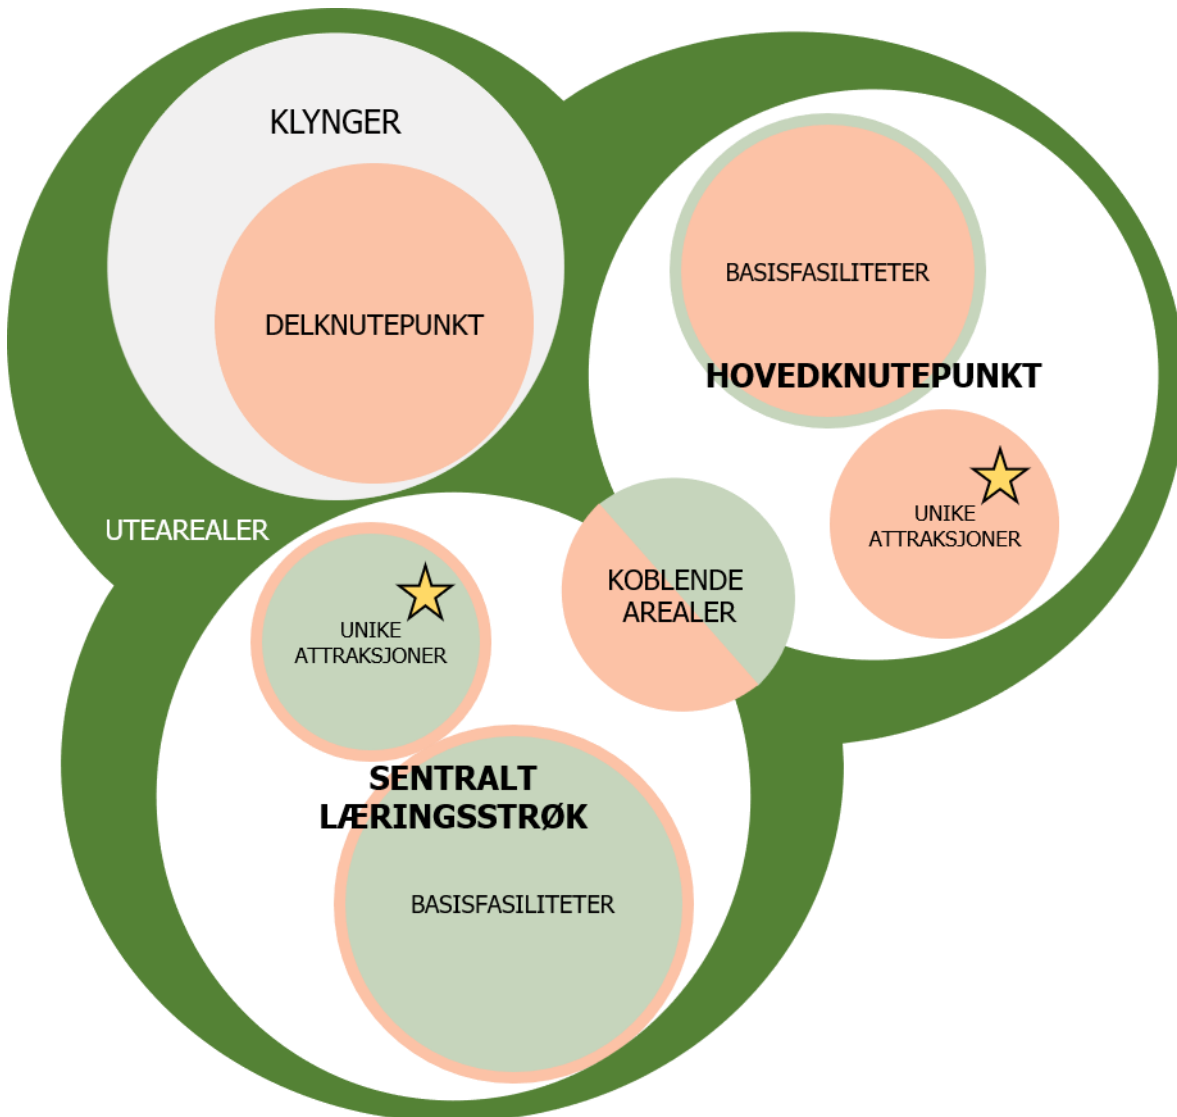 KLYNGER
DELKNUTEPUNKT
BASISFASILITETER
HOVEDKNUTEPUNKT
UNIKE
ATTRAKSJONER
UTEAREALER
KOBLENDE
AREALER
UNIKE
ATTRAKSJONER
SENTRALT
LÆRINGSSTRØK
BASISFASILITETER